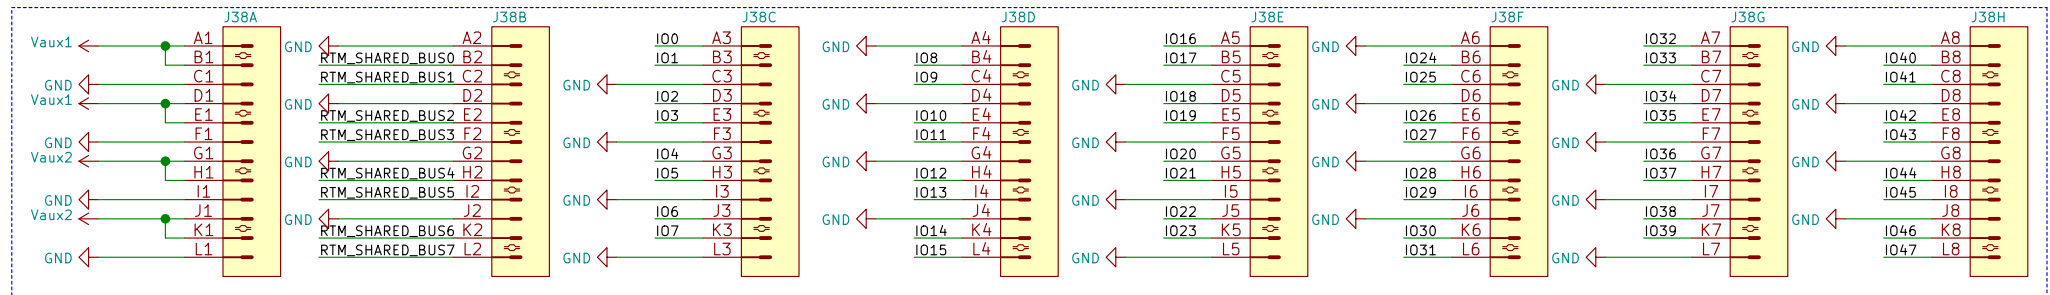 J38A
Vaux1 A1
B1
GND C1
Vaux1 D1
E1
GND F1
Vaux2 G1
H1
GND I1
Vaux2 J1
K1
GND L1
J38B
GND A2
RTM_SHARED_BUS0 B2
RTM_SHARED_BUS1 C2
GND D2
RTM_SHARED_BUS2 E2
RTM_SHARED_BUS3 F2
GND G2
RTM_SHARED_BUS4 H2
RTM_SHARED_BUS5 I2
GND J2
RTM_SHARED_BUS6 K2
RTM_SHARED_BUS7 L2
J38C
IO0 A3
IO1 B3
GND C3
IO2 D3
IO3 E3
GND F3
IO4 G3
IO5 H3
GND I3
IO6 J3
IO7 K3
GND L3
J38D
GND A4
IO8 B4
IO9 C4
GND D4
IO10 E4
IO11 F4
GND G4
IO12 H4
IO13 I4
GND J4
IO14 K4
IO15 L4
J38E
IO16 A5
IO17 B5
GND C5
IO18 D5
IO19 E5
GND F5
IO20 G5
IO21 H5
GND I5
IO22 J5
IO23 K5
GND L5
J38F
GND A6
IO24 B6
IO25 C6
GND D6
IO26 E6
IO27 F6
GND G6
IO28 H6
IO29 I6
GND J6
IO30 K6
IO31 L6
J38G
IO32 A7
IO33 B7
GND C7
IO34 D7
IO35 E7
GND F7
IO36 G7
IO37 H7
GND I7
IO38 J7
IO39 K7
GND L7
J38H
GND A8
IO40 B8
IO41 C8
GND D8
IO42 E8
IO43 F8
GND G8
IO44 H8
IO45 I8
GND J8
IO46 K8
IO47 L8